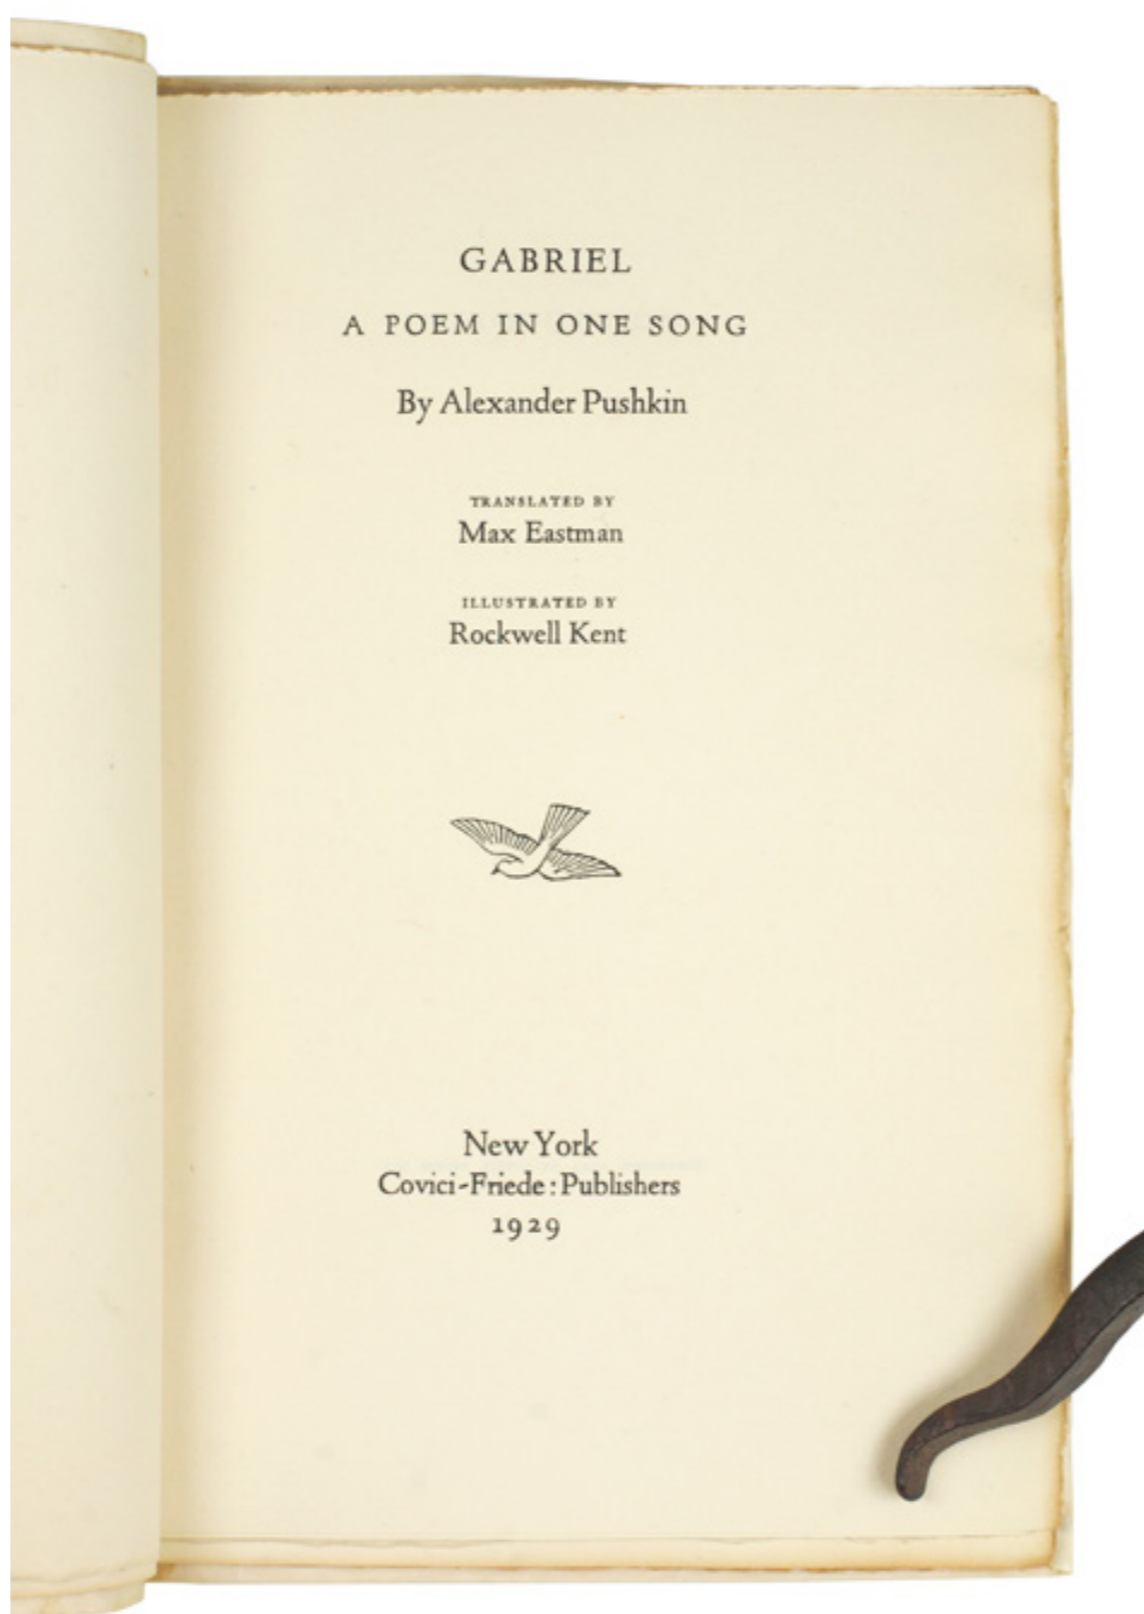 GABRIEL
A POEM IN ONE SONG
By Alexander Pushkin
TRANSLATED BY
Max Eastman
ILLUSTRATED BY
Rockwell Kent
New York
Covici-Friede: Publishers
1929